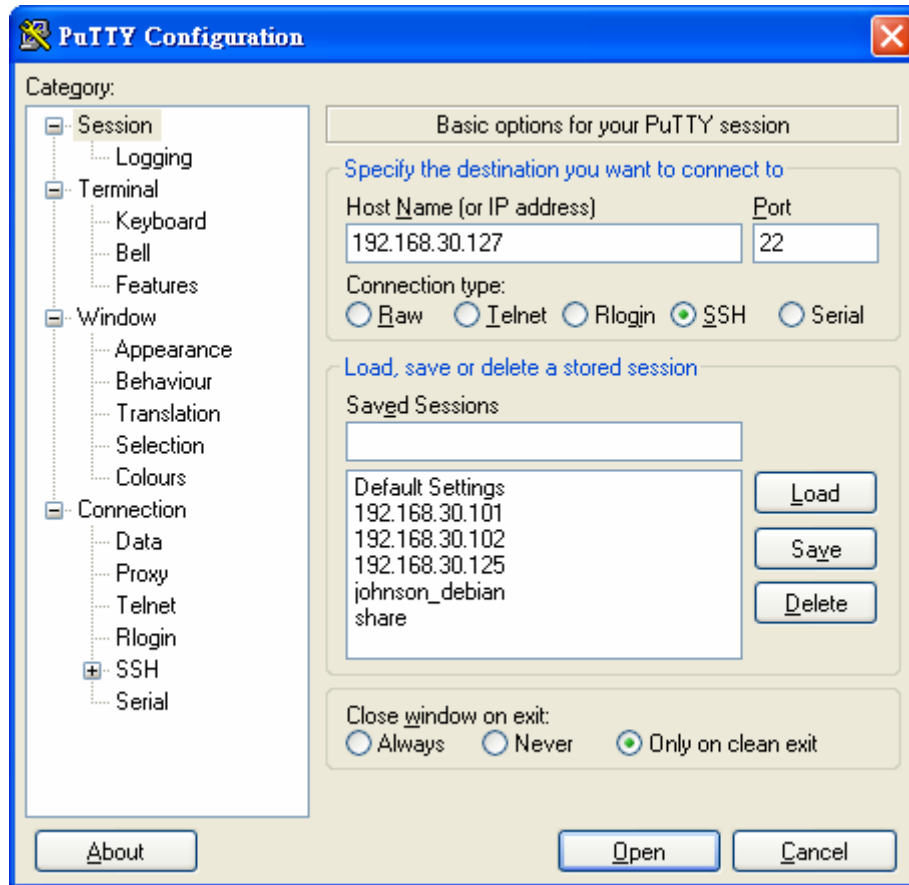 PuTTY Configuration
Category:
Session
Logging
Terminal
Keyboard
Bell
Features
Window
Appearance
Behaviour
Translation
Selection
Colours
Connection
Data
Proxy
Telnet
Rlogin
SSH
Serial
Basic options for your PuTTY session
Specify the destination you want to connect to
Host Name (or IP address) Port
192.168.30.127 22
Connection type:
Raw Telnet Rlogin SSH Serial
Load, save or delete a stored session
Saved Sessions
Default Settings
192.168.30.101
192.168.30.102
192.168.30.125
johnson_debian
share
Load
Save
Delete
Close window on exit:
Always Never Only on clean exit
About Open Cancel